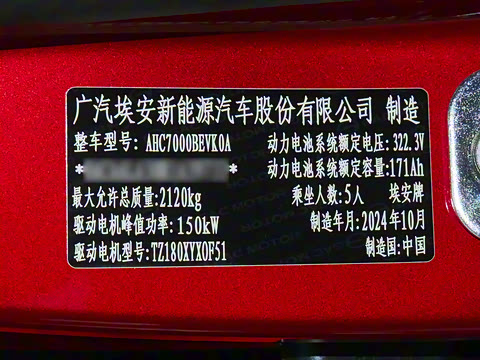 广汽埃安新能源汽车股份有限公司 制造
整车型号: AHC7000BEVK0A 动力电池系统额定电压: 322.3V
* * 动力电池系统额定容量:171Ah
最大允许总质量:2120kg 乘坐人数:5人 埃安牌
驱动电机峰值功率: 150kW 制造年月:2024年10月
驱动电机型号:TZ180XYX0F51 制造国:中国